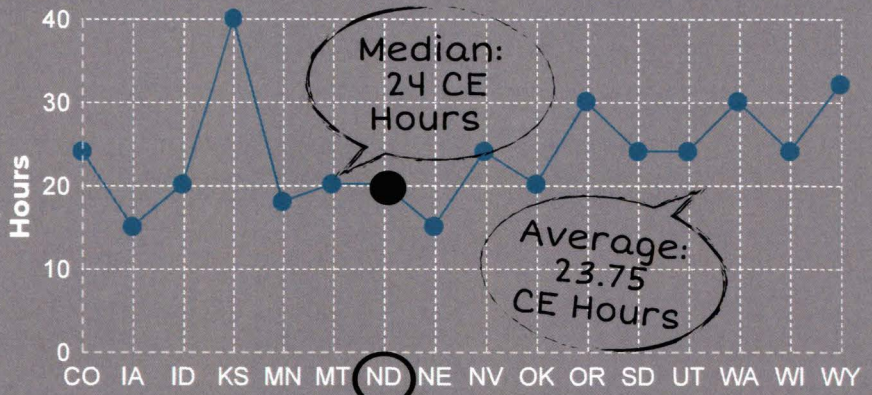 40
30
20
10
0
Hours
Median:
24 CE
Hours
Average:
23.75
CE Hours
CO IA ID KS MN MT ND NE NV OK OR SD UT WA WI WY